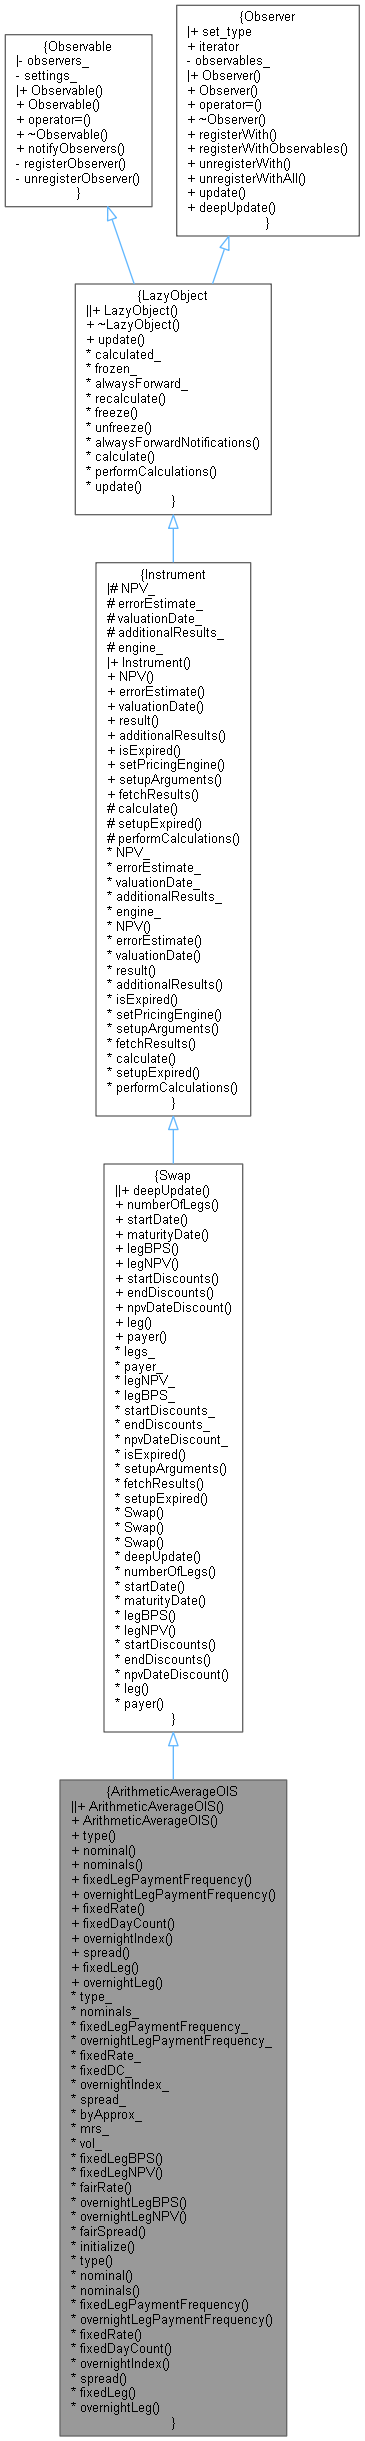 {Observable
|- observers_
- settings_
|+ Observable()
+ Observable()
+ operator=()
+ ~Observable()
+ notifyObservers()
- registerObserver()
- unregisterObserver()
}
{Observer
|+ set_type
+ iterator
- observables_
|+ Observer()
+ Observer()
+ operator=()
+ ~Observer()
+ registerWith()
+ registerWithObservables()
+ unregisterWith()
+ unregisterWithAll()
+ update()
+ deepUpdate()
}
{LazyObject
||+ LazyObject()
+ ~LazyObject()
+ update()
* calculated_
* frozen_
* alwaysForward_
* recalculate()
* freeze()
* unfreeze()
* alwaysForwardNotifications()
* calculate()
* performCalculations()
* update()
}
{Instrument
|# NPV_
# errorEstimate_
# valuationDate_
# additionalResults_
# engine_
|+ Instrument()
+ NPV()
+ errorEstimate()
+ valuationDate()
+ result()
+ additionalResults()
+ isExpired()
+ setPricingEngine()
+ setupArguments()
+ fetchResults()
# calculate()
# setupExpired()
# performCalculations()
* NPV_
* errorEstimate_
* valuationDate_
* additionalResults_
* engine_
* NPV()
* errorEstimate()
* valuationDate()
* result()
* additionalResults()
* isExpired()
* setPricingEngine()
* setupArguments()
* fetchResults()
* calculate()
* setupExpired()
* performCalculations()
}
{Swap
||+ deepUpdate()
+ numberOfLegs()
+ startDate()
+ maturityDate()
+ legBPS()
+ legNPV()
+ startDiscounts()
+ endDiscounts()
+ npvDateDiscount()
+ leg()
+ payer()
* legs_
* payer_
* legNPV_
* legBPS_
* startDiscounts_
* endDiscounts_
* npvDateDiscount_
* isExpired()
* setupArguments()
* fetchResults()
* setupExpired()
* Swap()
* Swap()
* Swap()
* deepUpdate()
* numberOfLegs()
* startDate()
* maturityDate()
* legBPS()
* legNPV()
* startDiscounts()
* endDiscounts()
* npvDateDiscount()
* leg()
* payer()
}
{ArithmeticAverageOIS
||+ ArithmeticAverageOIS()
+ ArithmeticAverageOIS()
+ type()
+ nominal()
+ nominals()
+ fixedLegPaymentFrequency()
+ overnightLegPaymentFrequency()
+ fixedRate()
+ fixedDayCount()
+ overnightIndex()
+ spread()
+ fixedLeg()
+ overnightLeg()
* type_
* nominals_
* fixedLegPaymentFrequency_
* overnightLegPaymentFrequency_
* fixedRate_
* fixedDC_
* overnightIndex_
* spread_
* byApprox_
* mrs_
* vol_
* fixedLegBPS()
* fixedLegNPV()
* fairRate()
* overnightLegBPS()
* overnightLegNPV()
* fairSpread()
* initialize()
* type()
* nominal()
* nominals()
* fixedLegPaymentFrequency()
* overnightLegPaymentFrequency()
* fixedRate()
* fixedDayCount()
* overnightIndex()
* spread()
* fixedLeg()
* overnightLeg()
}